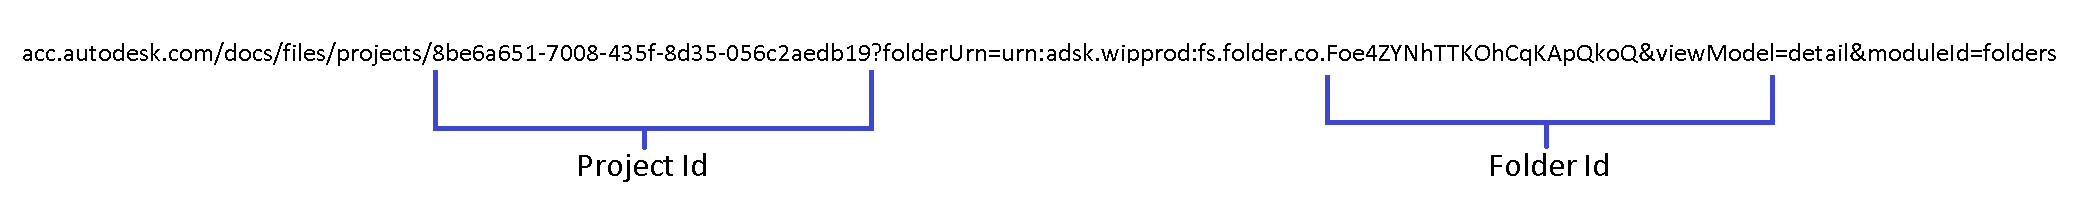 acc.autodesk.com/docs/files/projects/8be6a651-7008-435f-8d35-056c2aedb19?folderUrn=urn:adsk.wipprod:fs.folder.co.Foe4ZYNhTTKOhCqKApQkoQ&viewModel=detail&moduleId=folders
Project Id
Folder Id